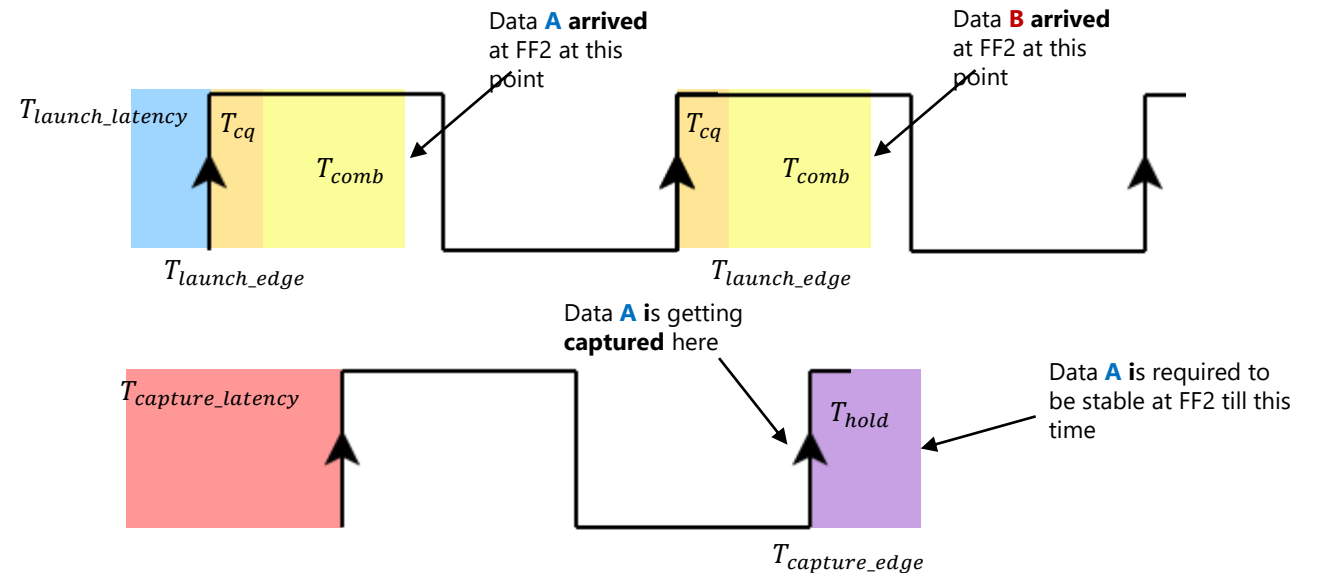 Data A arrived
at FF2 at this
point
Data B arrived
at FF2 at this
point
T_launch_latency
T_cq
T_comb
T_cq
T_comb
T_launch_edge
T_launch_edge
Data A is getting
captured here
T_capture_latency
T_hold
Data A is required to
be stable at FF2 till this
time
T_capture_edge